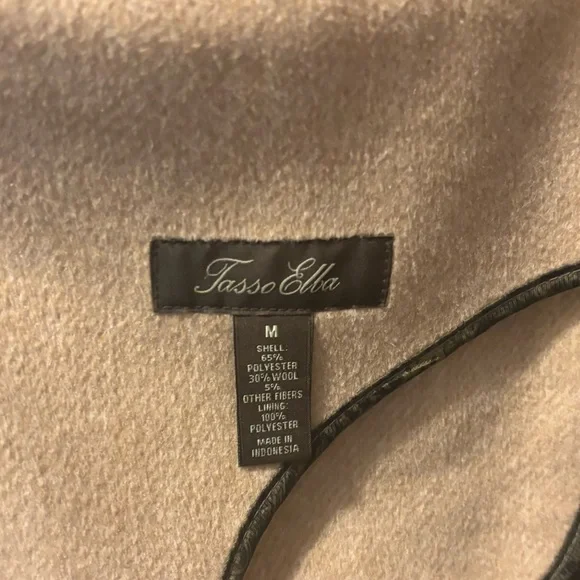 Tasso Elba
M
SHELL:
65%
POLYESTER
30% WOOL
5%
OTHER FIBERS
LINING:
100%
POLYESTER
MADE IN
INDONESIA